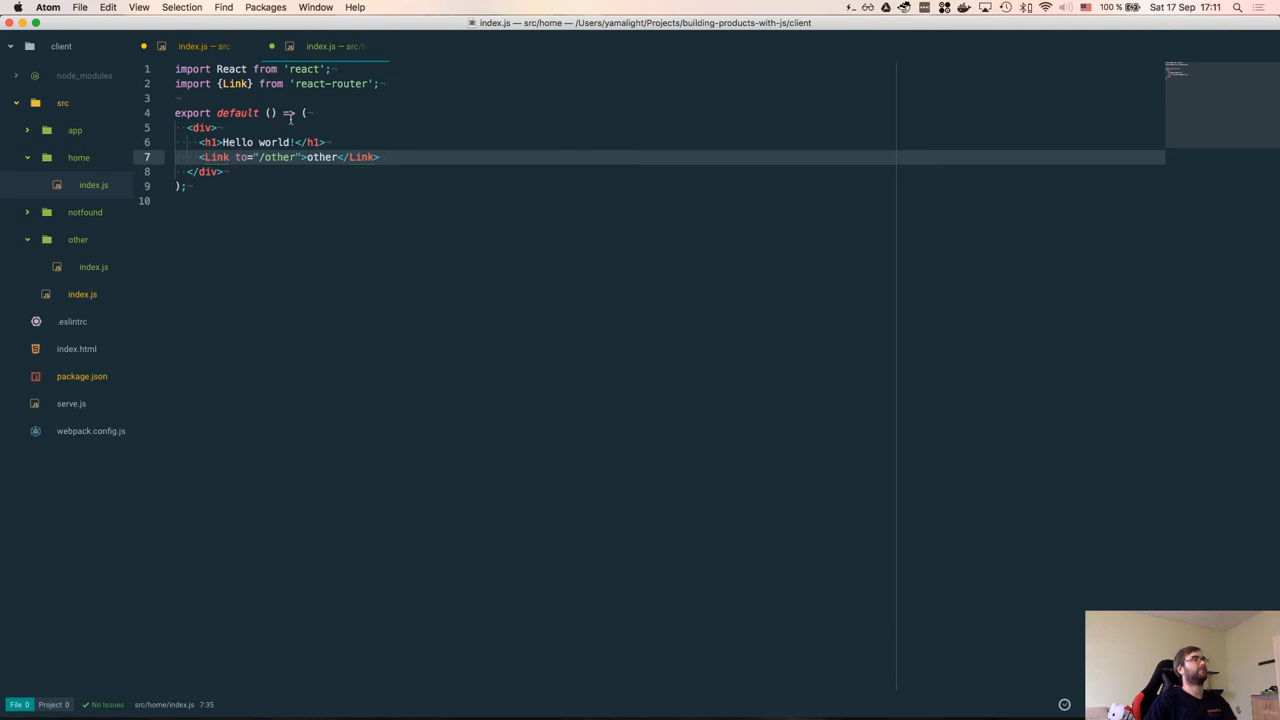 Atom File Edit View Selection Find Packages Window Help 100 % Sat 17 Sep 17:11
index.js — src/home — /Users/yamalight/Projects/building-products-with-js/client
client
index.js — src
index.js — src/h
node_modules
src
app
home
index.js
notfound
other
index.js
index.js
.eslintrc
index.html
package.json
serve.js
webpack.config.js
1 import React from 'react';¬
2 import {Link} from 'react-router';¬
3 ¬
4 export default () => (¬
5 ··<div>¬
6 ····<h1>Hello world!</h1>¬
7 ····<Link to="/other">other</Link>¬
8 ··</div>¬
9 );¬
10
File 0 Project 0 No Issues src/home/index.js 7:35